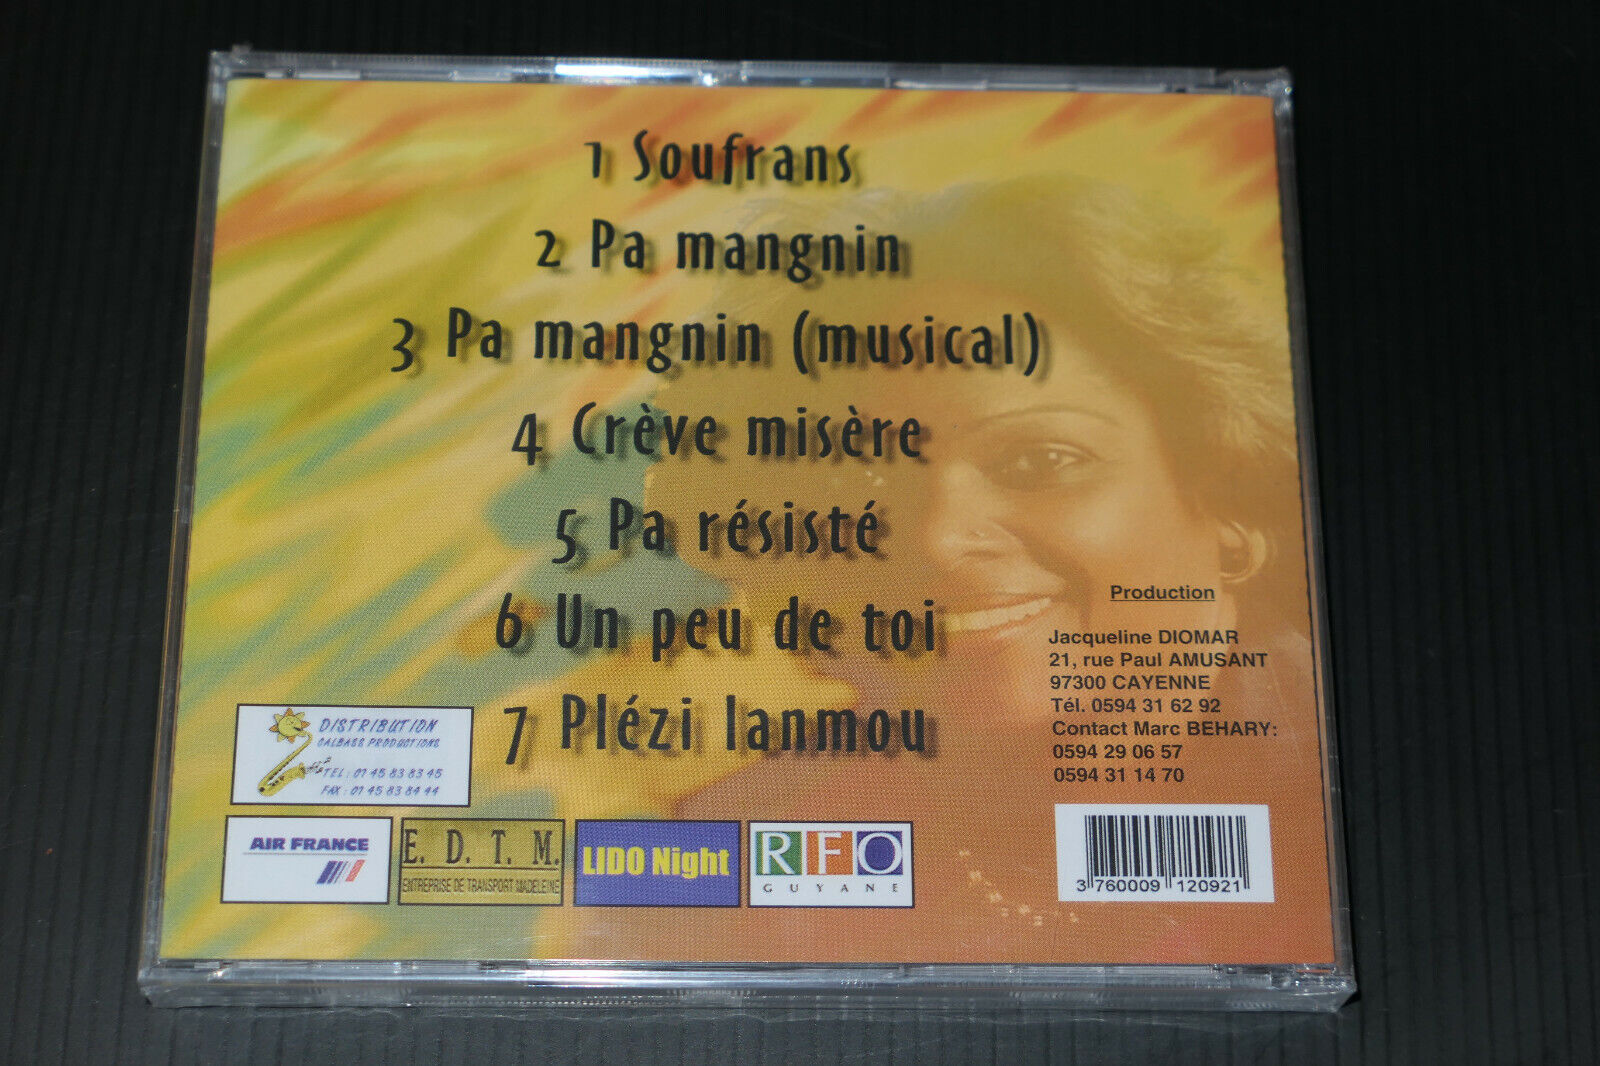 1 Soufrans
2 Pa mangnin
3 Pa mangnin (musical)
4 Crève misère
5 Pa résisté
6 Un peu de toi
7 Plézi lanmou
Production
Jacqueline DIOMAR
21, rue Paul AMUSANT
97300 CAYENNE
Tél. 0594 31 62 92
Contact Marc BEHARY:
0594 29 06 57
0594 31 14 70
DISTRIBUTION
CALBASS PRODUCTIONS
TEL : 01 45 83 83 45
FAX : 01 45 83 84 44
AIR FRANCE
E. D. T. M.
ENTREPRISE DE TRANSPORT MADELEINE
LIDO Night
RFO
GUYANE
3 760009 120921